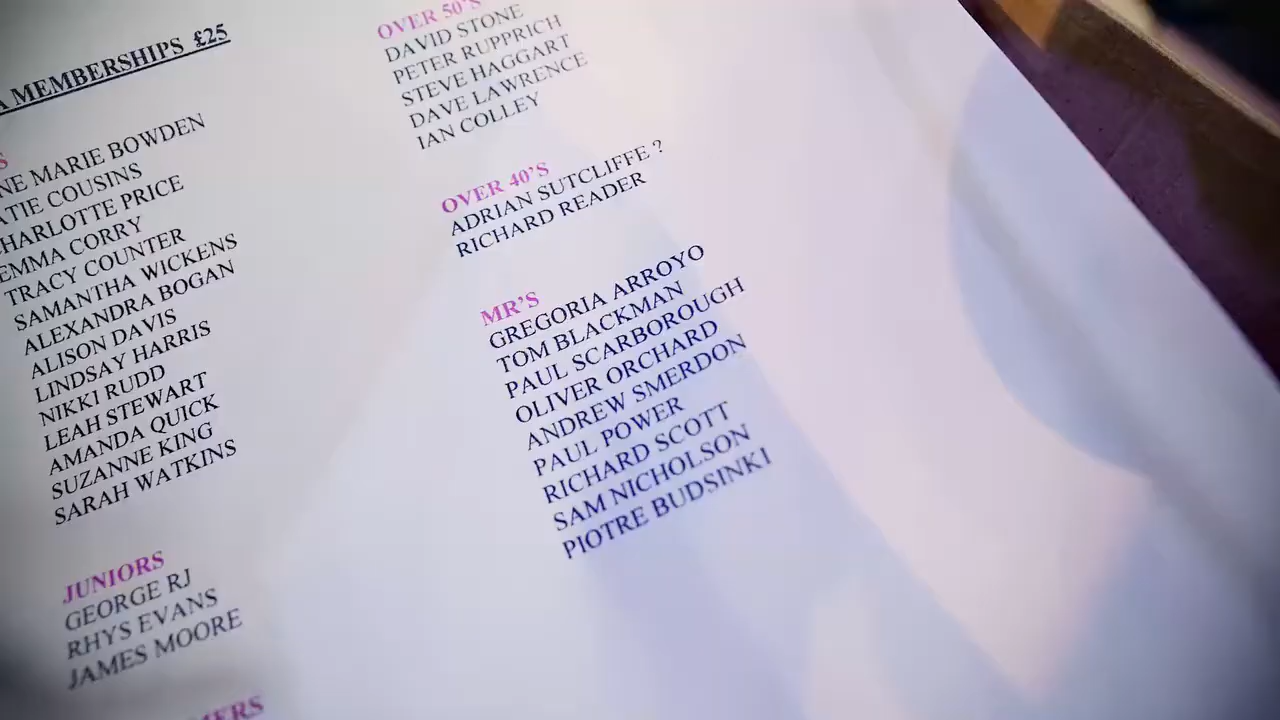 MEMBERSHIPS £25
MARIE BOWDEN
COUSINS
CHARLOTTE PRICE
EMMA CORRY
TRACY COUNTER
SAMANTHA WICKENS
ALEXANDRA BOGAN
ALISON DAVIS
LINDSAY HARRIS
NIKKI RUDD
LEAH STEWART
AMANDA QUICK
SUZANNE KING
SARAH WATKINS
JUNIORS
GEORGE RJ
RHYS EVANS
JAMES MOORE
OVER 50'S
DAVID STONE
PETER RUPPRICH
STEVE HAGGART
DAVE LAWRENCE
IAN COLLEY
OVER 40'S
ADRIAN SUTCLIFFE ?
RICHARD READER
MR'S
GREGORIA ARROYO
TOM BLACKMAN
PAUL SCARBOROUGH
OLIVER ORCHARD
ANDREW SMERDON
PAUL POWER
RICHARD SCOTT
SAM NICHOLSON
PIOTRE BUDSINKI